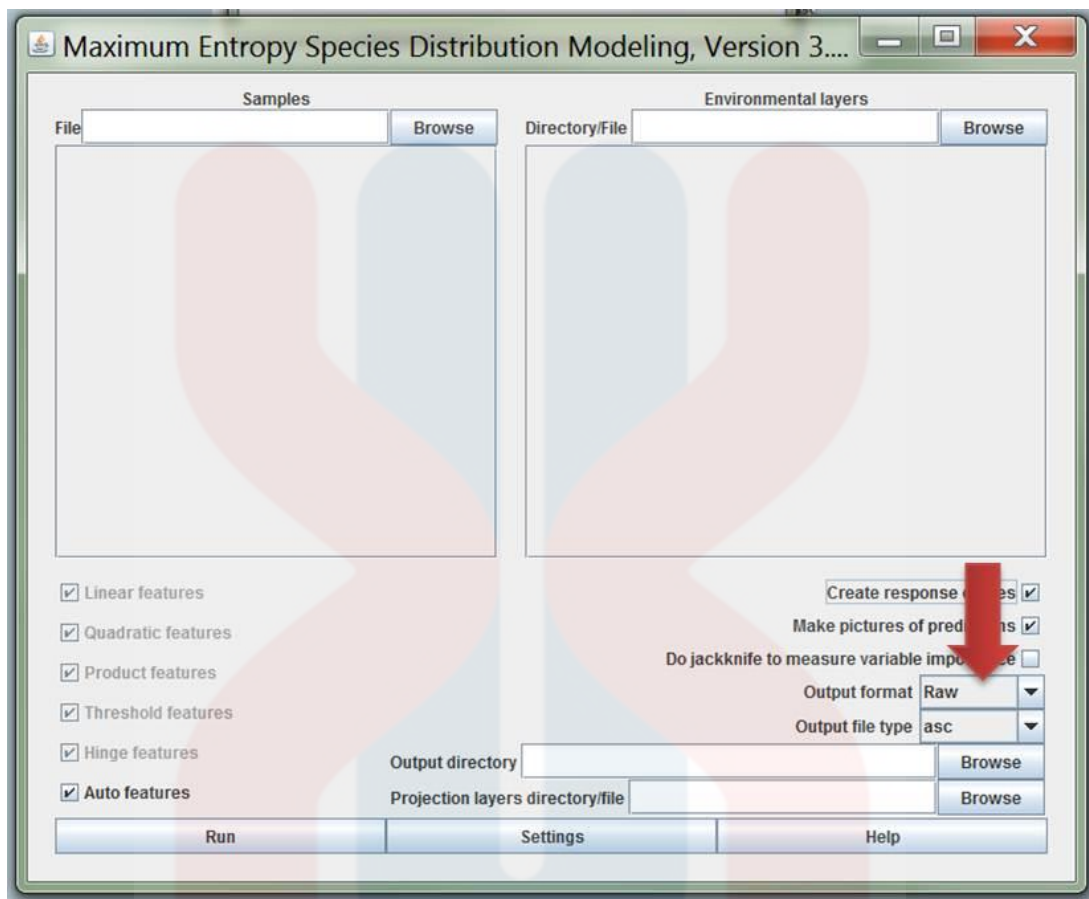 Maximum Entropy Species Distribution Modeling, Version 3....
Samples
Environmental layers
File
Browse
Directory/File
Browse
Linear features
Quadratic features
Product features
Threshold features
Hinge features
Auto features
Create response
Make pictures of
Do jackknife to measure variable
Output format Raw
Output file type asc
Output directory
Browse
Projection layers directory/file
Browse
Run
Settings
Help